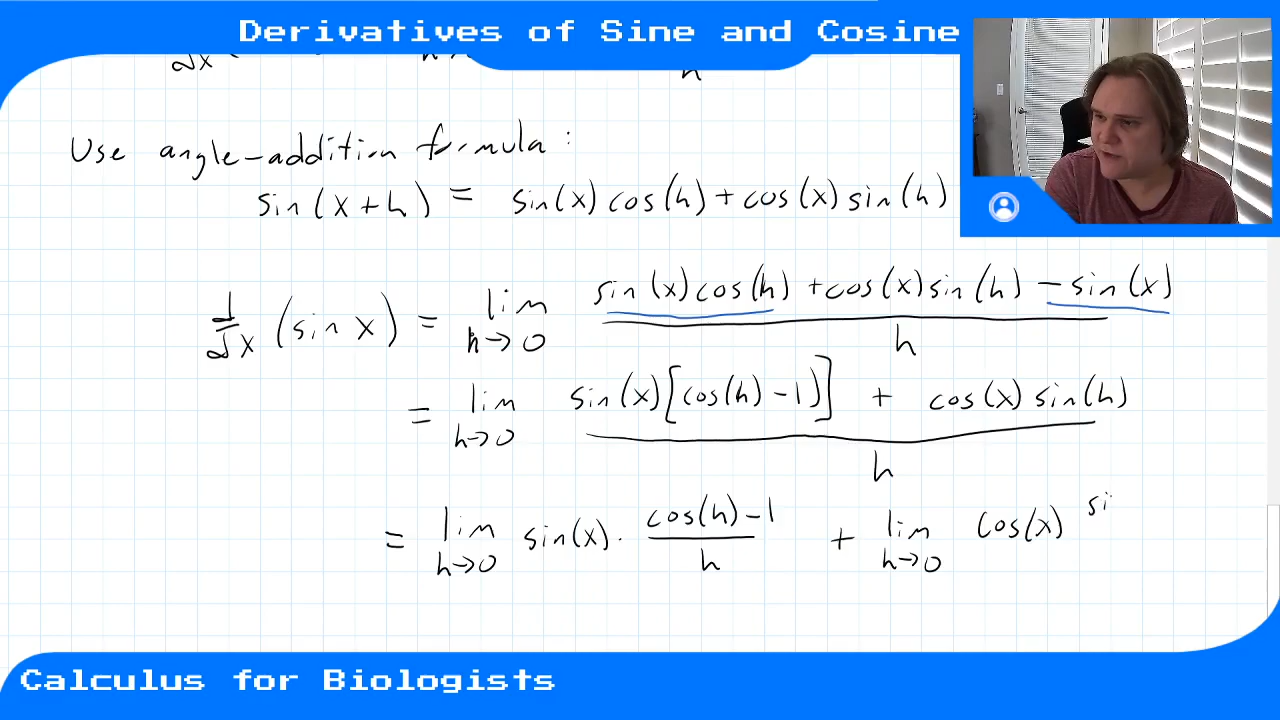 Derivatives of Sine and Cosine
Use angle-addition formula:
sin(x+h) = sin(x)cos(h)+cos(x)sin(h)
d/dx (sin x) = lim h→0 sin(x)cos(h)+cos(x)sin(h)-sin(x) / h
= lim h→0 sin(x)[cos(h)-1] + cos(x)sin(h) / h
= lim h→0 sin(x)· cos(h)-1 / h + lim h→0 cos(x) si
Calculus for Biologists